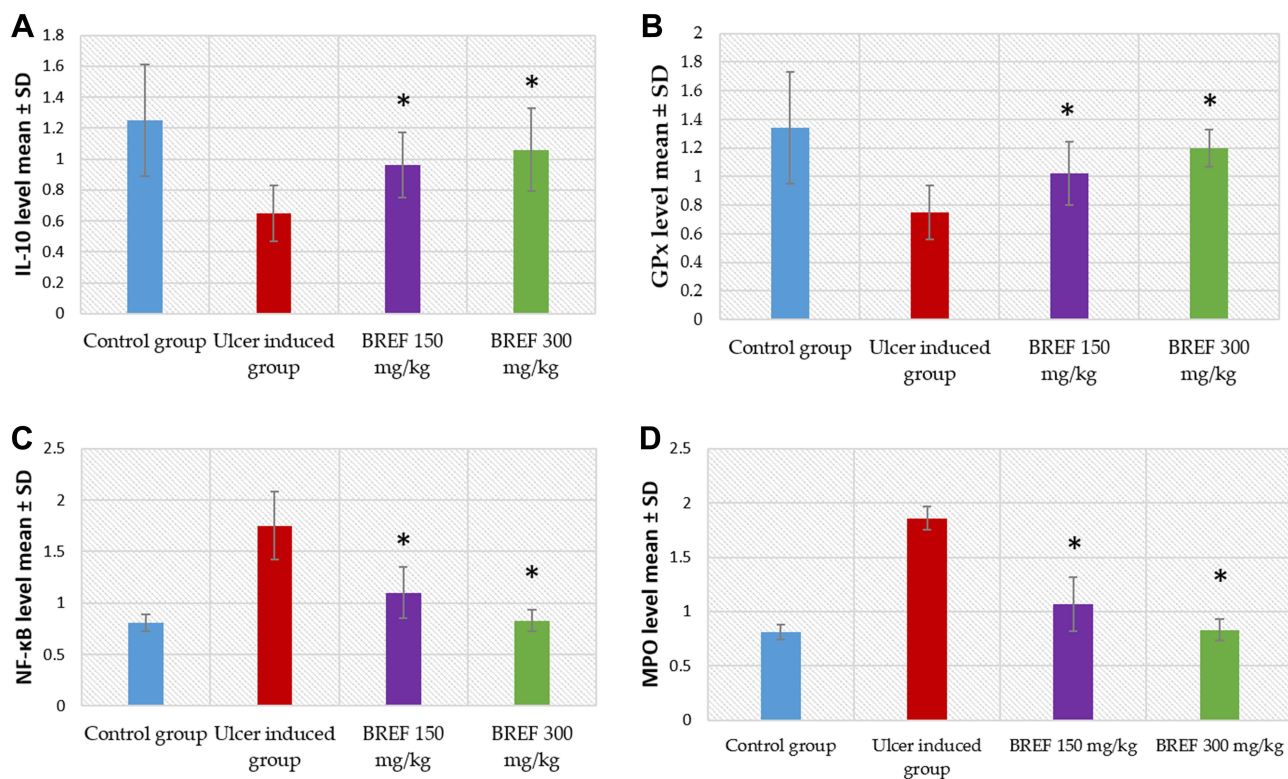 A
IL-10 level mean ± SD
1.8
1.6
1.4
1.2
1
0.8
0.6
0.4
0.2
0
*
*
Control group
Ulcer induced
group
BREF 150
mg/kg
BREF 300
mg/kg
B
GPx level mean ± SD
2
1.8
1.6
1.4
1.2
1
0.8
0.6
0.4
0.2
0
*
*
Control group
Ulcer induced
group
BREF 150
mg/kg
BREF 300
mg/kg
C
NF-κB level mean ± SD
2.5
2
1.5
1
0.5
0
*
*
Control group
Ulcer induced
group
BREF 150
mg/kg
BREF 300
mg/kg
D
MPO level mean ± SD
2.5
2
1.5
1
0.5
0
*
*
Control group
Ulcer induced
group
BREF 150 mg/kg
BREF 300 mg/kg